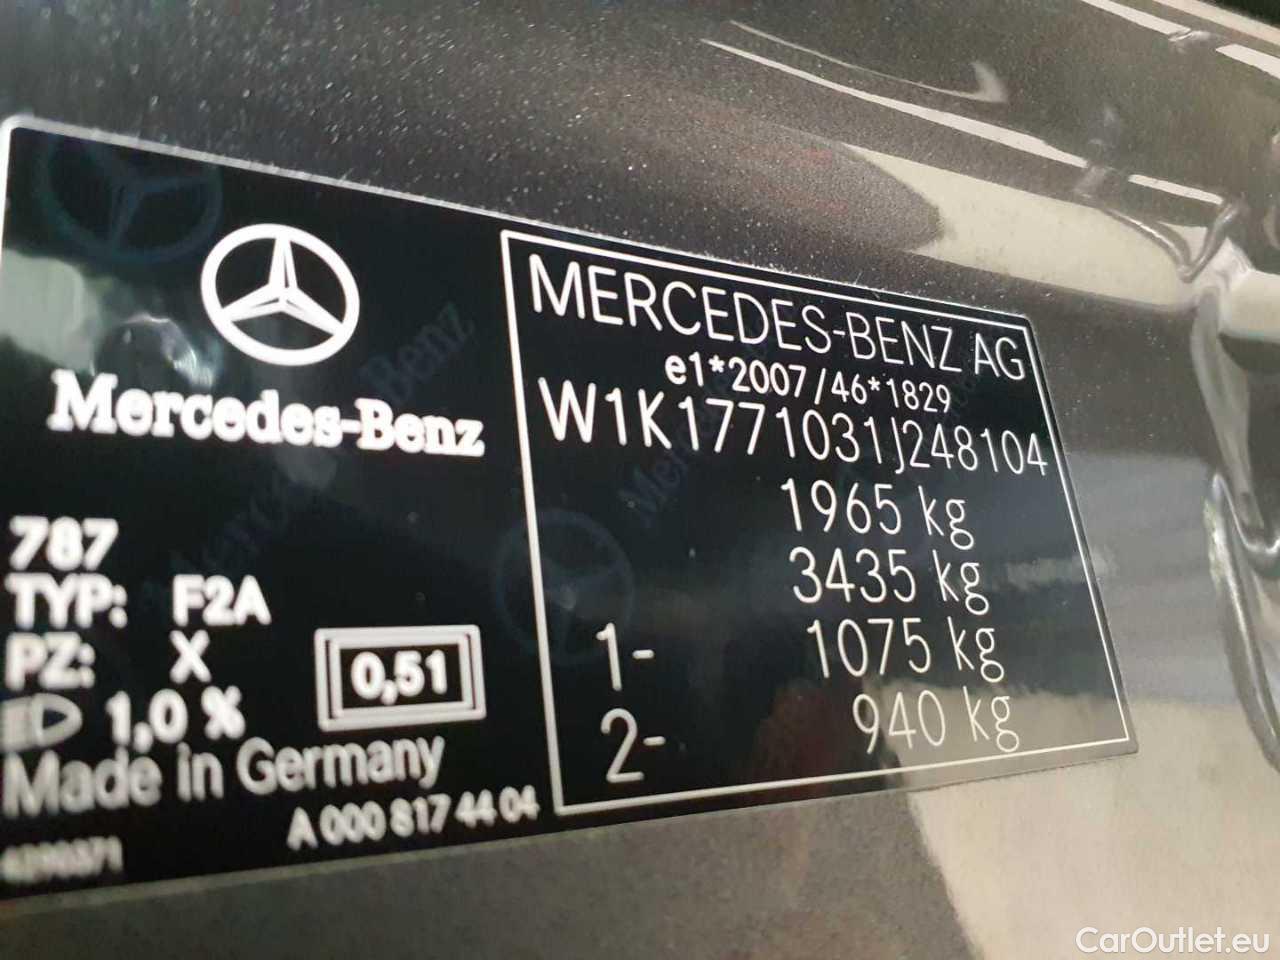 Mercedes-Benz
787
TYP: F2A
PZ: X
1,0 %
0,51
Made in Germany
A 000 817 44 04
MERCEDES-BENZ AG
e1*2007/46*1829
W1K1771031J248104
1965 kg
3435 kg
1- 1075 kg
2- 940 kg
CarOutlet.eu